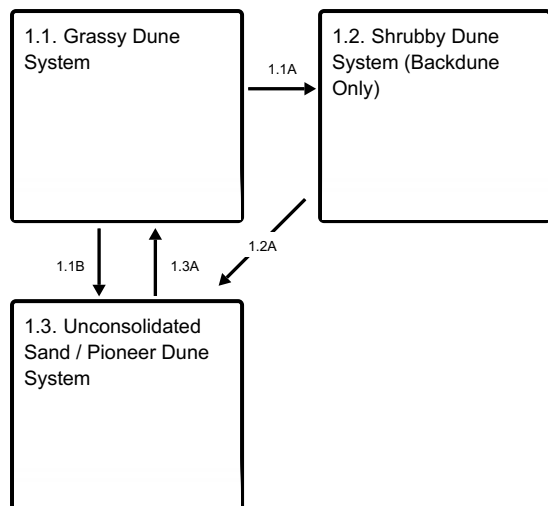 1.1. Grassy Dune
System
1.1A
1.2. Shrubby Dune
System (Backdune
Only)
1.1B
1.3A
1.2A
1.3. Unconsolidated
Sand / Pioneer Dune
System